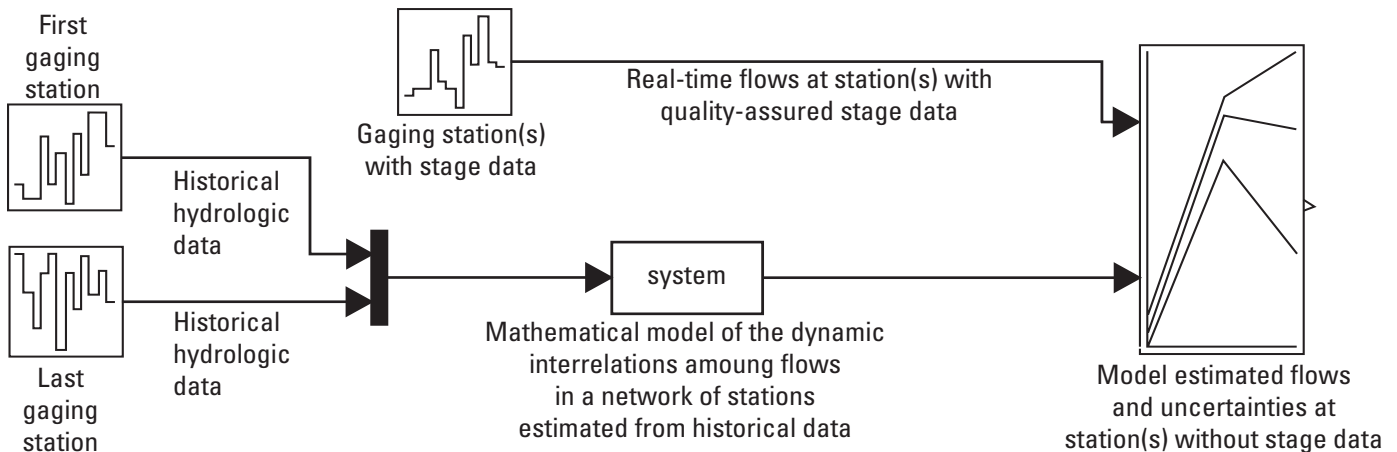 First
gaging
station
Gaging station(s)
with stage data
Real-time flows at station(s) with
quality-assured stage data
Historical
hydrologic
data
Last
gaging
station
Historical
hydrologic
data
system
Mathematical model of the dynamic
interrelations amoung flows
in a network of stations
estimated from historical data
Model estimated flows
and uncertainties at
station(s) without stage data